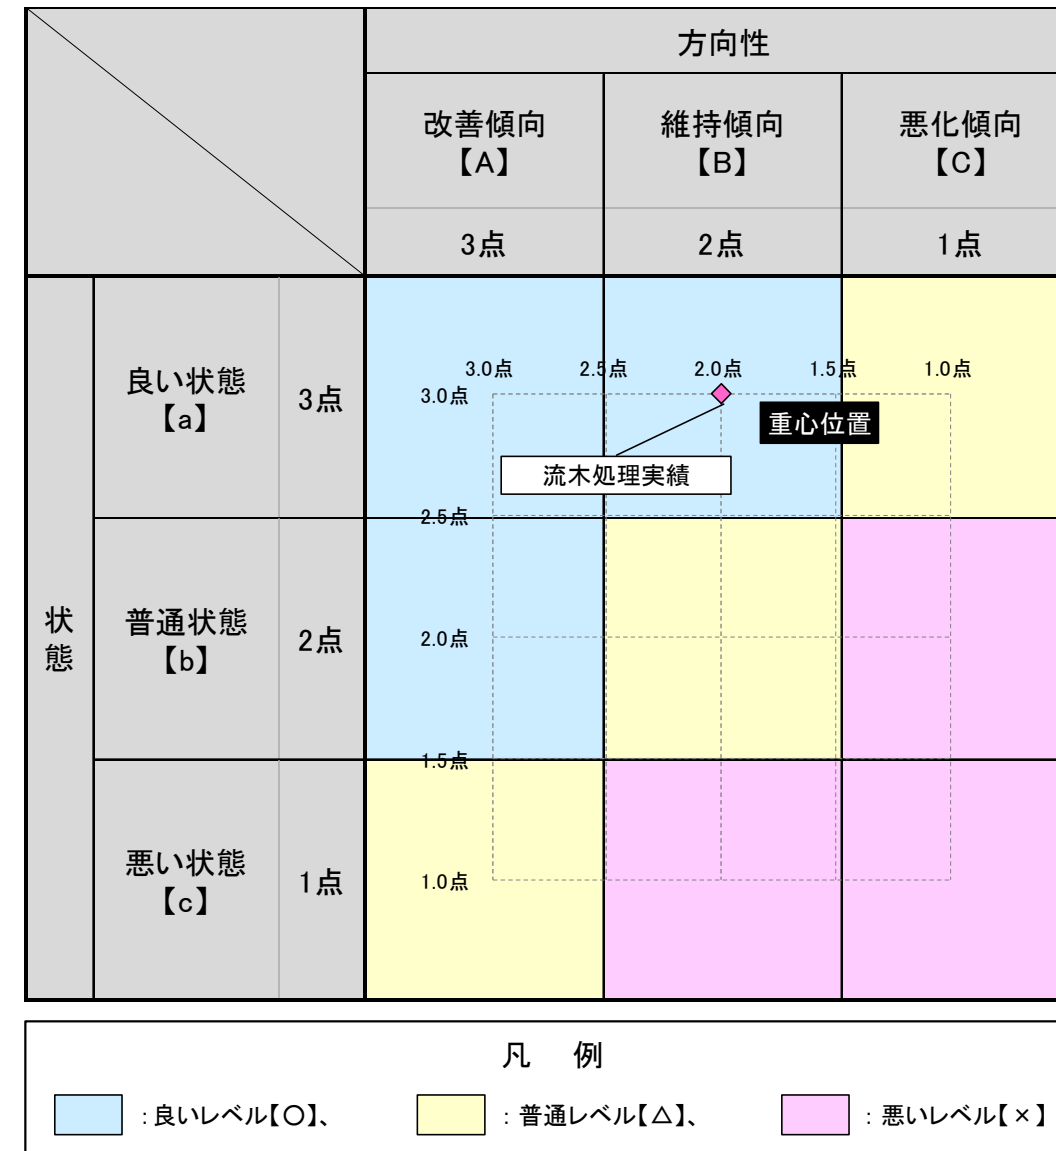 方向性
改善傾向
【A】
維持傾向
【B】
悪化傾向
【C】
3点
2点
1点
状態
良い状態
【a】
3点
普通状態
【b】
2点
悪い状態
【c】
1点
3.0点
2.5点
2.0点
1.5点
1.0点
3.0点
2.5点
2.0点
1.5点
1.0点
重心位置
流木処理実績
凡 例
:良いレベル【○】、
:普通レベル【△】、
:悪いレベル【×】